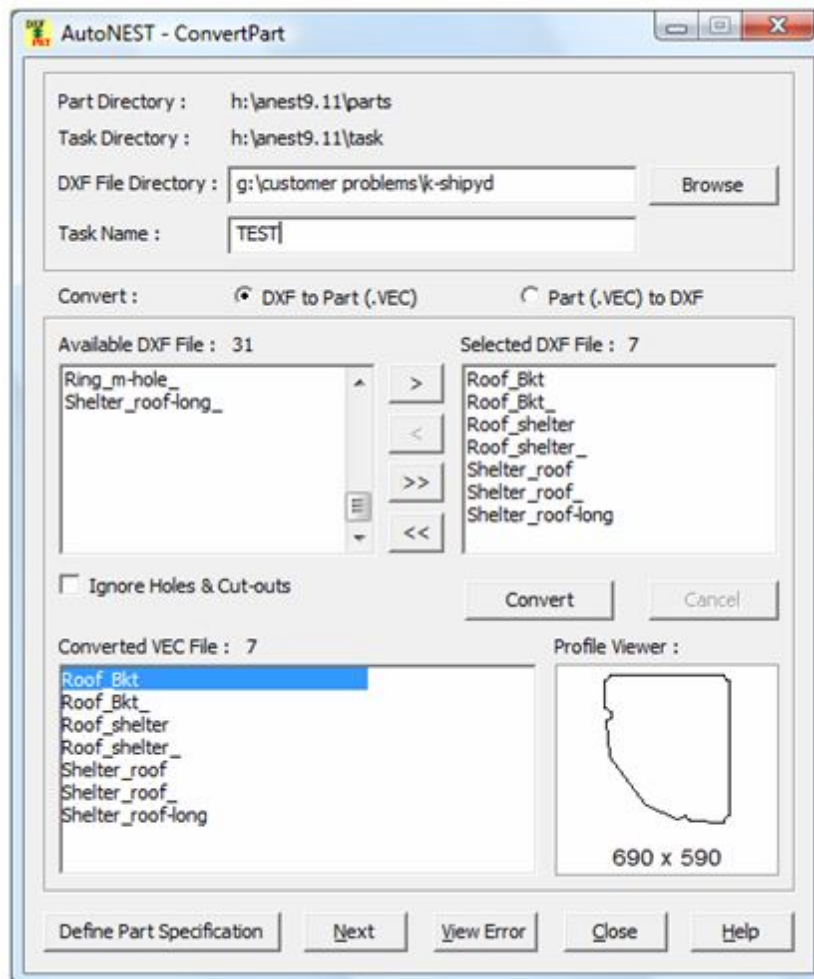 AutoNEST - ConvertPart
Part Directory : h:\anest9.11\parts
Task Directory : h:\anest9.11\task
DXF File Directory : g:\customer problems\k-shipyd Browse
Task Name : TEST
Convert : DXF to Part (.VEC) Part (.VEC) to DXF
Available DXF File : 31
Ring_m-hole_
Shelter_roof-long_
>
<
>>
<<
Selected DXF File : 7
Roof_Bkt
Roof_Bkt_
Roof_shelter
Roof_shelter_
Shelter_roof
Shelter_roof_
Shelter_roof-long
Ignore Holes & Cut-outs
Convert Cancel
Converted VEC File : 7
Roof_Bkt
Roof_Bkt_
Roof_shelter
Roof_shelter_
Shelter_roof
Shelter_roof_
Shelter_roof-long
Profile Viewer :
690 x 590
Define Part Specification Next View Error Close Help